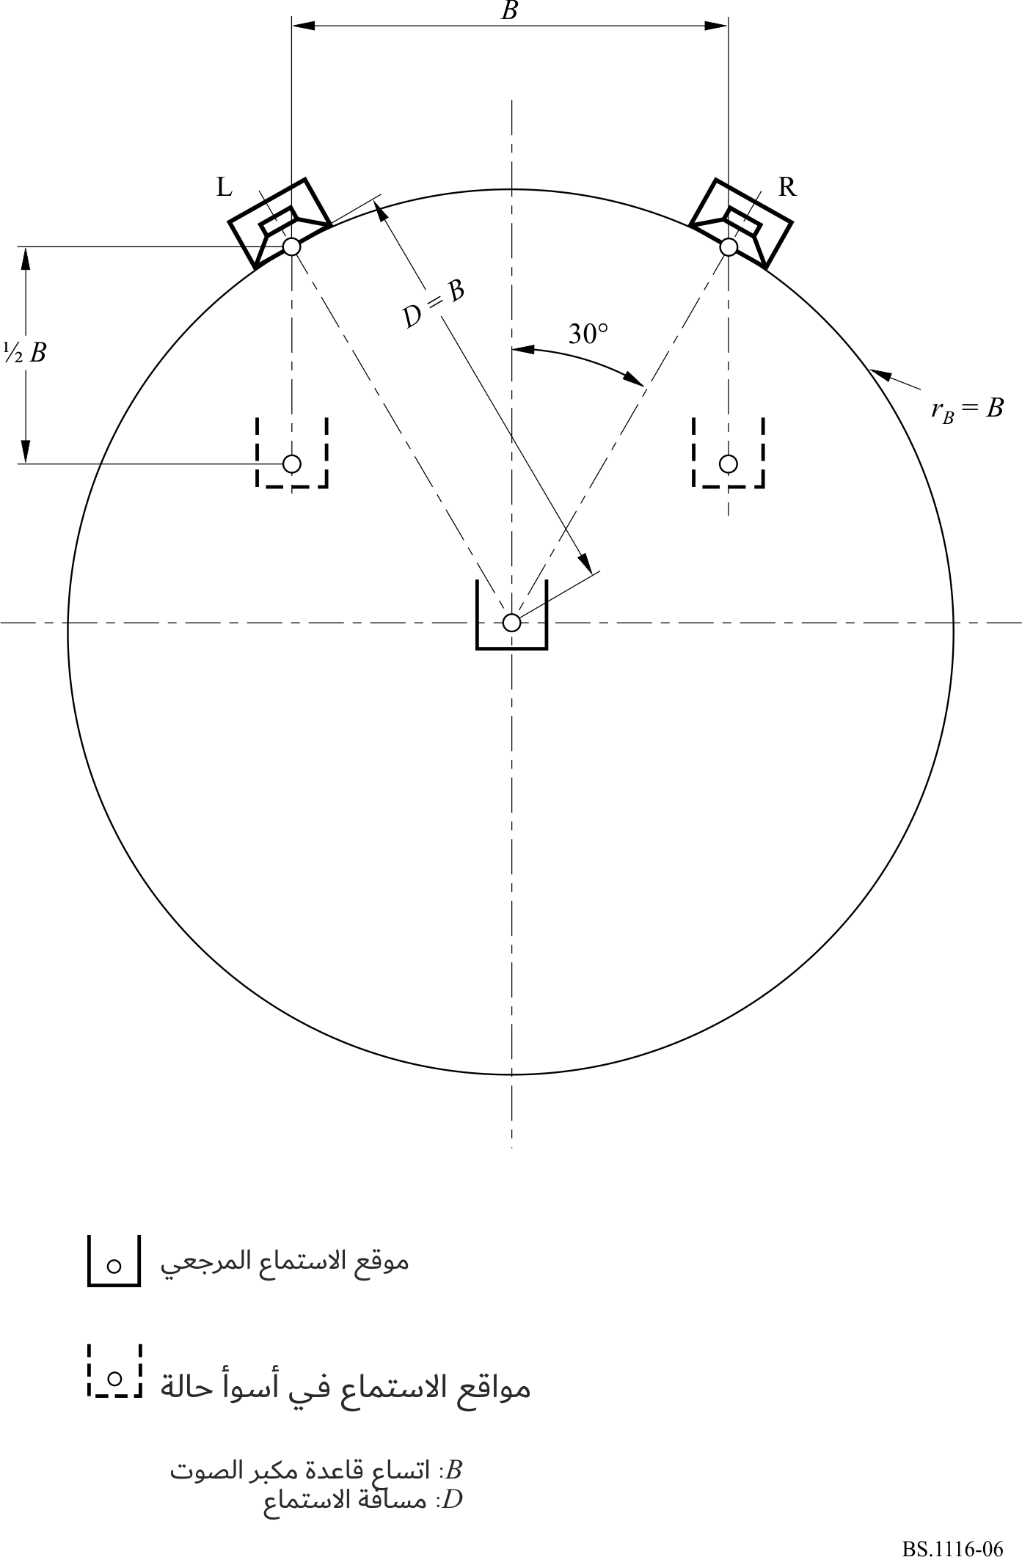 B
L
R
D = B
30°
½ B
r_B = B
موقع الاستماع المرجعي
مواقع الاستماع في أسوأ حالة
B: اتساع قاعدة مكبر الصوت
D: مسافة الاستماع
BS.1116-06